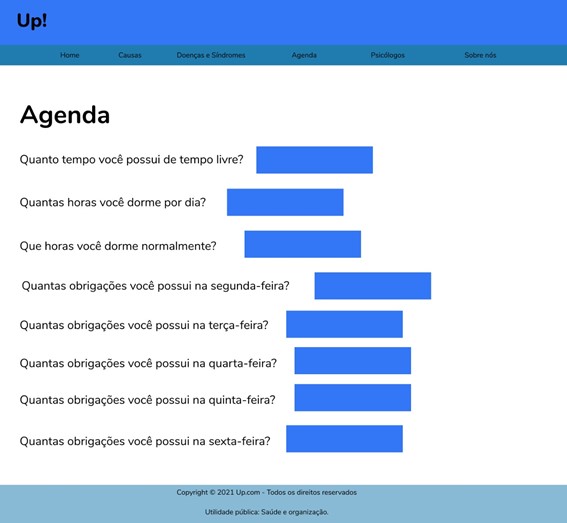 Up!
Home Causas Doenças e Síndromes Agenda Psicólogos Sobre nós
Agenda
Quanto tempo você possui de tempo livre?
Quantas horas você dorme por dia?
Que horas você dorme normalmente?
Quantas obrigações você possui na segunda-feira?
Quantas obrigações você possui na terça-feira?
Quantas obrigações você possui na quarta-feira?
Quantas obrigações você possui na quinta-feira?
Quantas obrigações você possui na sexta-feira?
Copyright © 2021 Up.com - Todos os direitos reservados
Utilidade pública: Saúde e organização.